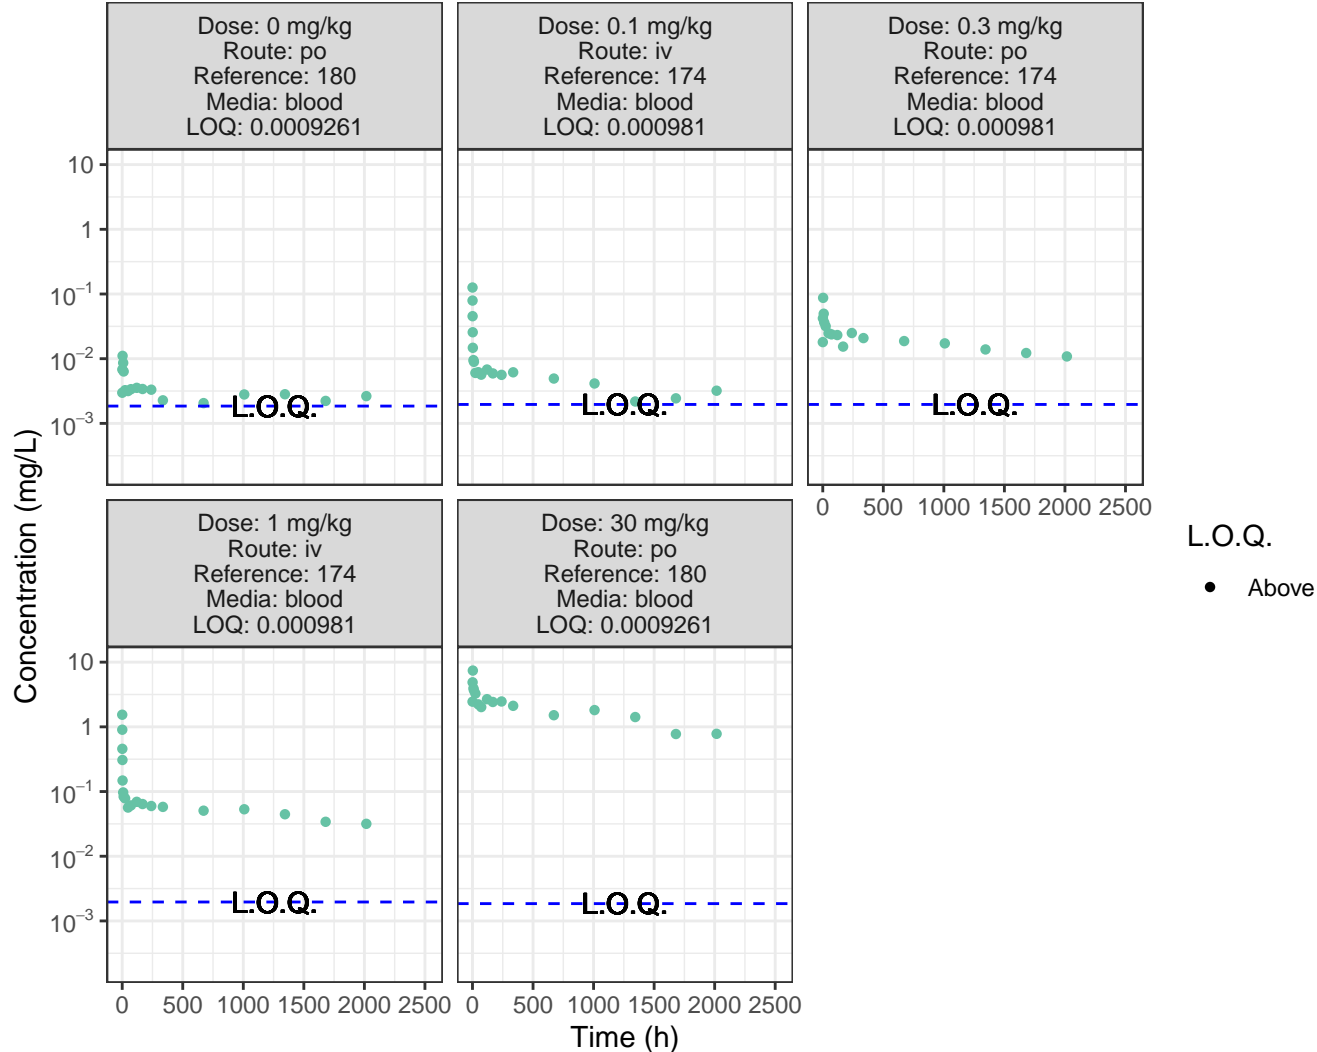 Dose: 0 mg/kg
Route: po
Reference: 180
Media: blood
LOQ: 0.0009261
Dose: 0.1 mg/kg
Route: iv
Reference: 174
Media: blood
LOQ: 0.000981
Dose: 0.3 mg/kg
Route: po
Reference: 174
Media: blood
LOQ: 0.000981
10
1
10⁻¹
10⁻²
10⁻³
L.O.Q.
L.O.Q.
L.O.Q.
0 500 1000 1500 2000 2500
Dose: 1 mg/kg
Route: iv
Reference: 174
Media: blood
LOQ: 0.000981
Dose: 30 mg/kg
Route: po
Reference: 180
Media: blood
LOQ: 0.0009261
10
1
10⁻¹
10⁻²
10⁻³
L.O.Q.
L.O.Q.
0 500 1000 1500 2000 2500
0 500 1000 1500 2000 2500
Time (h)
Concentration (mg/L)
L.O.Q.
Above